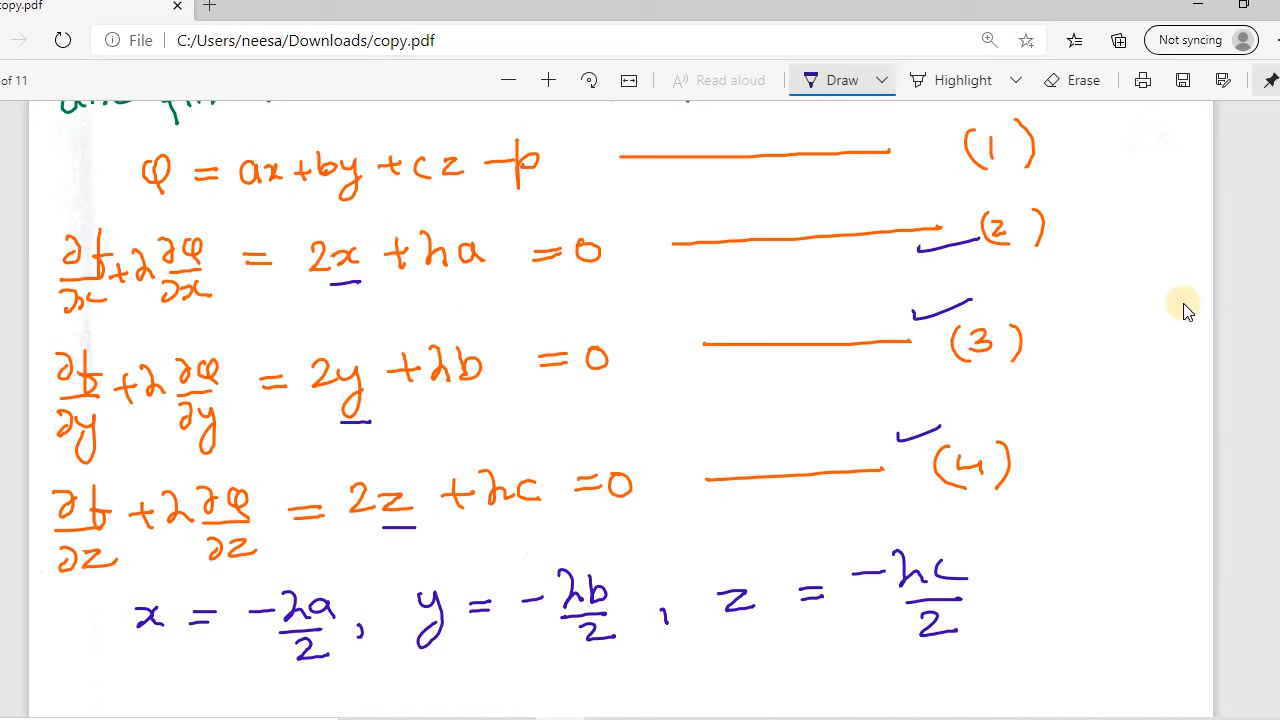 copy.pdf
File C:/Users/neesa/Downloads/copy.pdf Not syncing
of 11 Read aloud Draw Highlight Erase
φ = ax+by+cz-p (1)
∂f/∂x + λ ∂φ/∂x = 2x + λa = 0 (2)
∂f/∂y + λ ∂φ/∂y = 2y + λb = 0 (3)
∂f/∂z + λ ∂φ/∂z = 2z + λc = 0 (4)
x = -λa/2, y = -λb/2, z = -λc/2